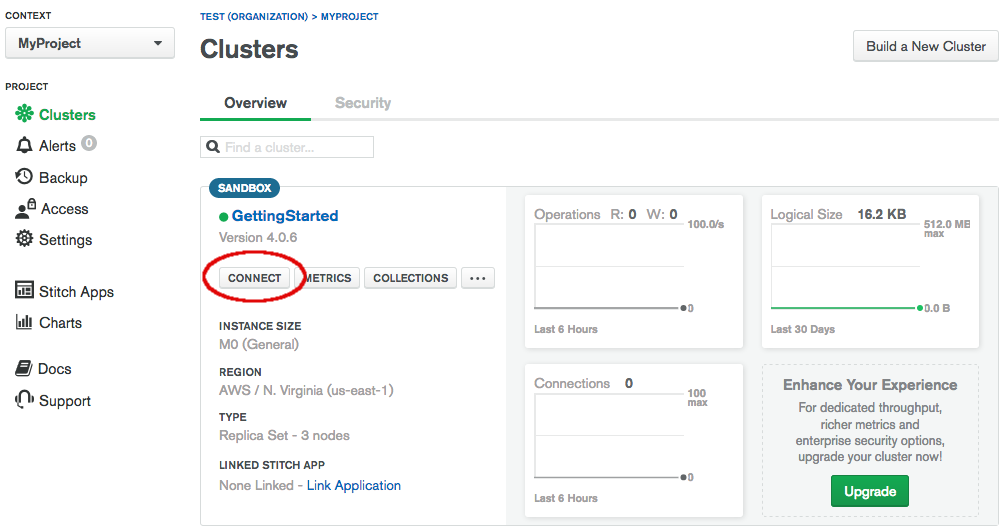 CONTEXT
MyProject
PROJECT
Clusters
Alerts 0
Backup
Access
Settings
Stitch Apps
Charts
Docs
Support
TEST (ORGANIZATION) > MYPROJECT
Clusters
Build a New Cluster
Overview Security
Find a cluster...
SANDBOX
GettingStarted
Version 4.0.6
CONNECT METRICS COLLECTIONS ...
INSTANCE SIZE
M0 (General)
REGION
AWS / N. Virginia (us-east-1)
TYPE
Replica Set - 3 nodes
LINKED STITCH APP
None Linked - Link Application
Operations R: 0 W: 0
100.0/s
0
Last 6 Hours
Logical Size 16.2 KB
512.0 MB
max
0.0 B
Last 30 Days
Connections 0
100
max
0
Last 6 Hours
Enhance Your Experience
For dedicated throughput,
richer metrics and
enterprise security options,
upgrade your cluster now!
Upgrade